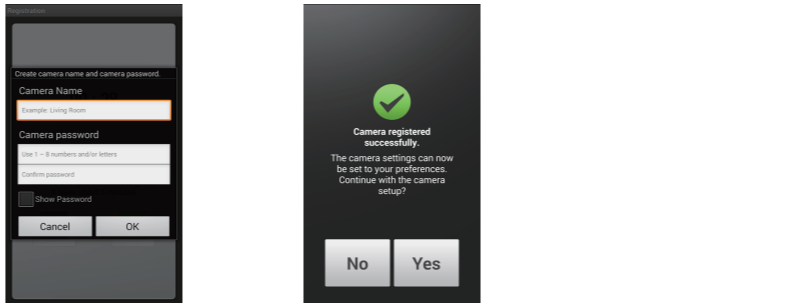 Registration
Create camera name and camera password.
Camera Name
Example: Living Room
Camera password
Use 1 – 8 numbers and/or letters
Confirm password
Show Password
Cancel
OK
Camera registered
successfully.
The camera settings can now
be set to your preferences.
Continue with the camera
setup?
No
Yes